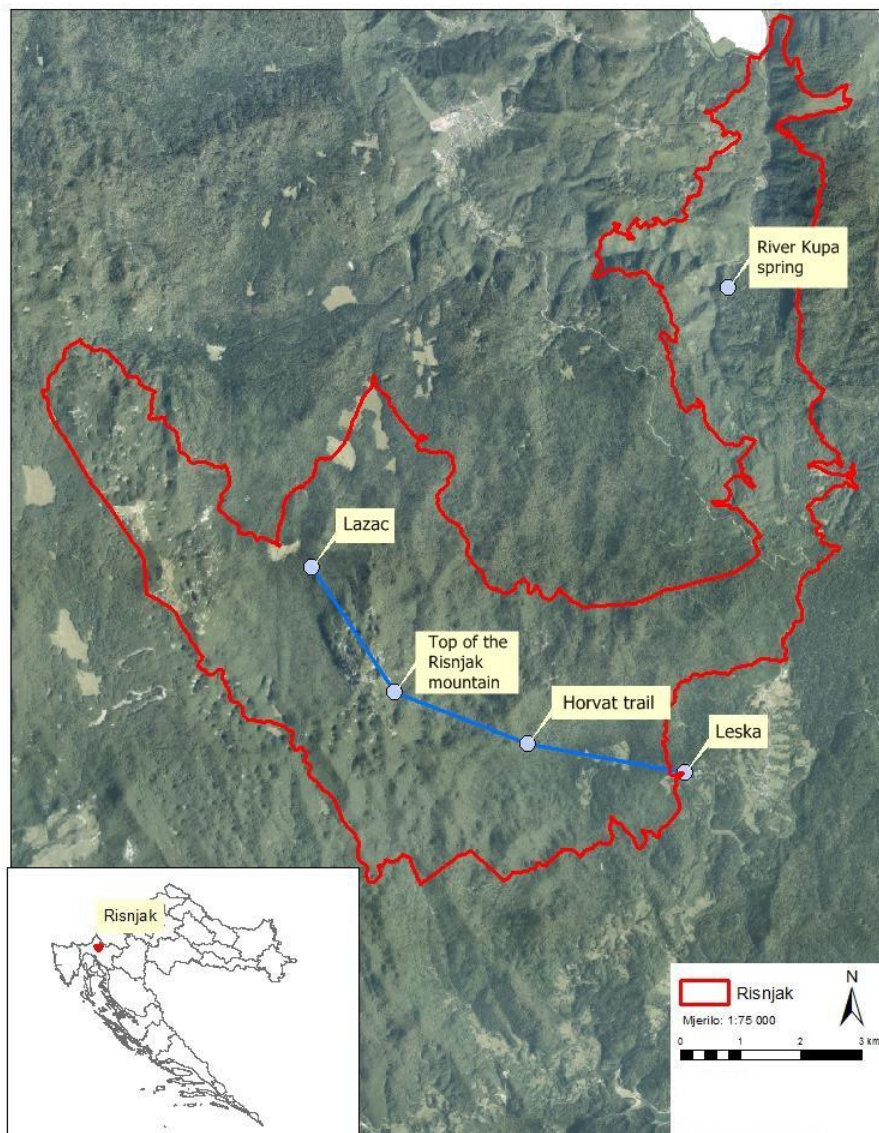 River Kupa
spring
Lazac
Top of the
Risnjak
mountain
Horvat trail
Leska
Risnjak
N
Risnjak
Mjerilo: 1:75 000
0 1 2 3 km